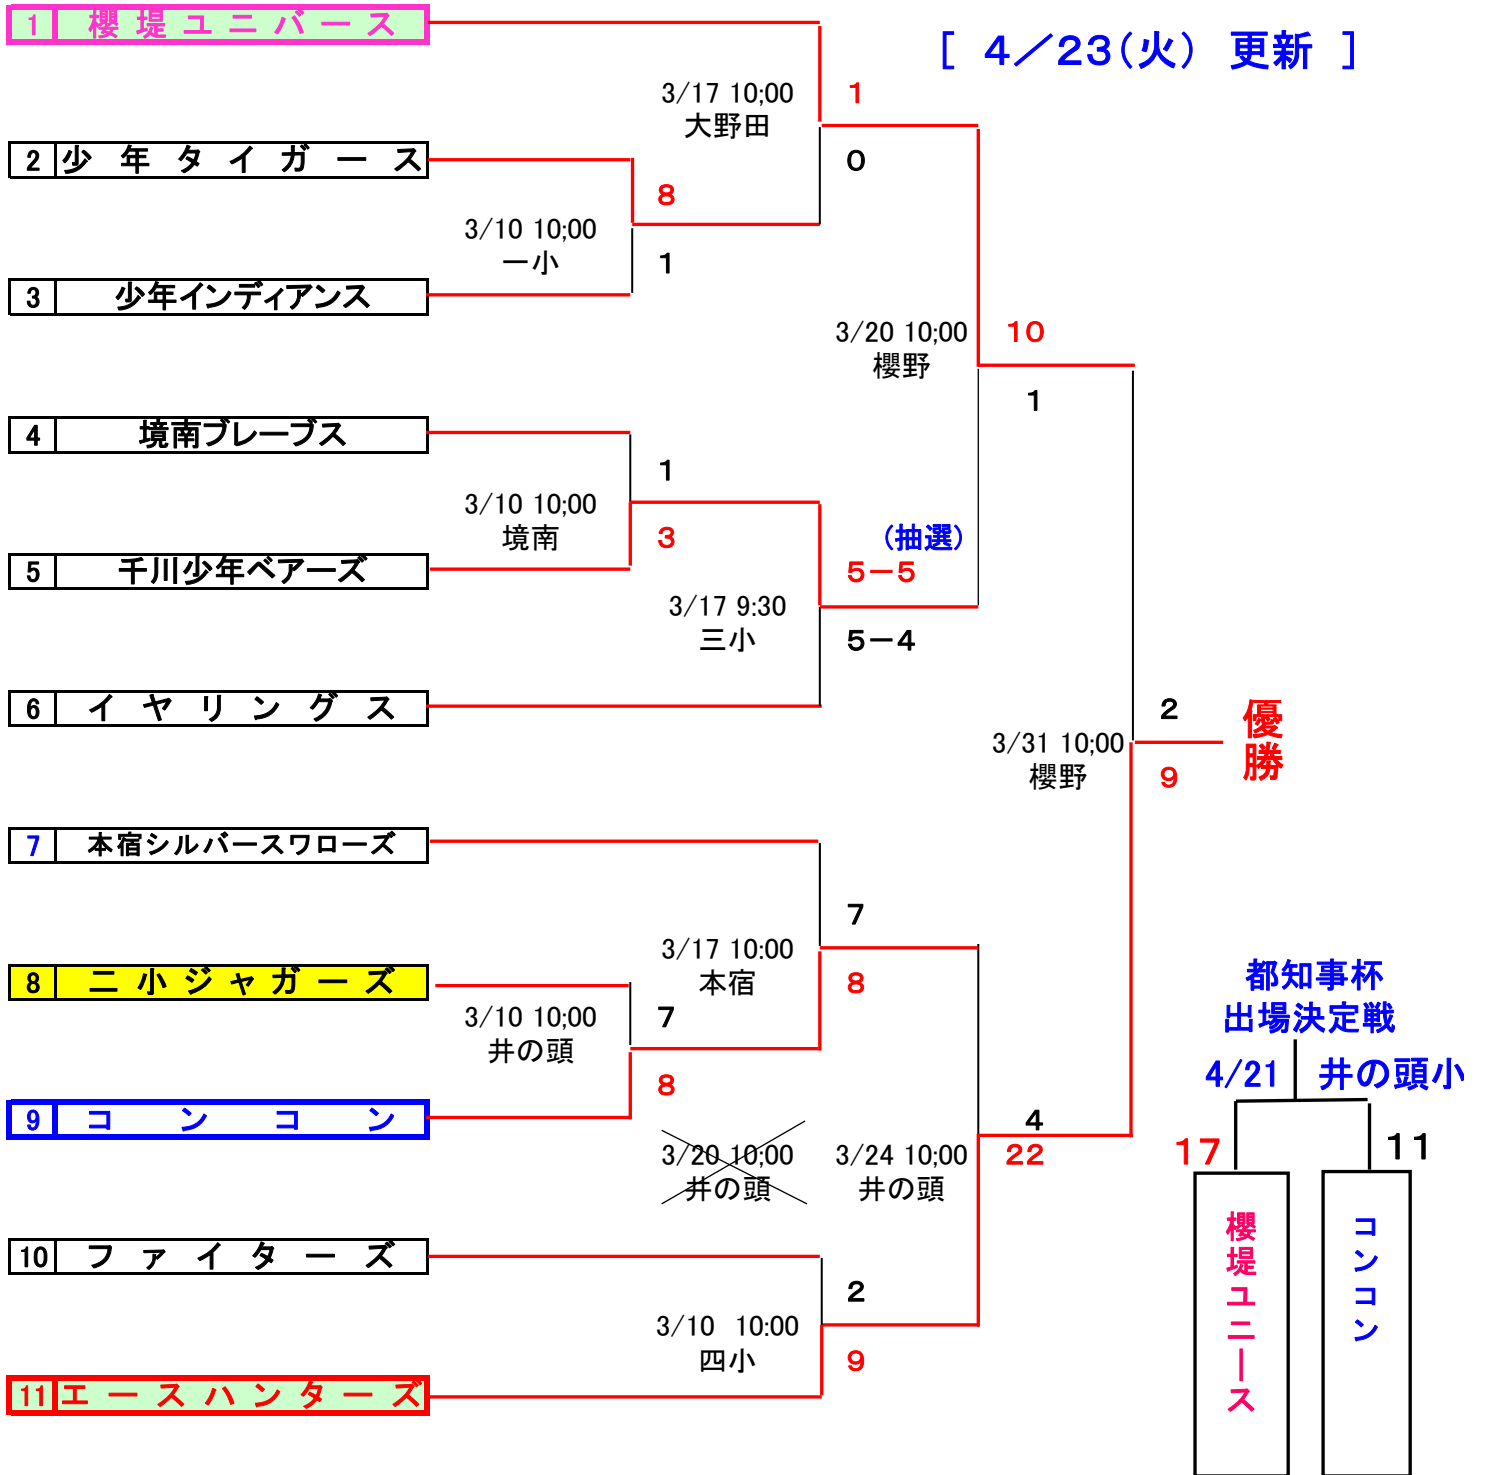 1 櫻堤ユニバース
[ 4／23(火) 更新 ]
3/17 10;00
大野田
1
0
2 少年タイガース
8
3/10 10;00
一小
1
3 少年インディアンス
3/20 10;00
櫻野
10
1
4 境南ブレーブス
1
3/10 10;00
境南
3
(抽選)
5 千川少年ベアーズ
5－5
3/17 9:30
三小
5－4
6 イヤリングス
2
優
勝
3/31 10;00
櫻野
9
7 本宿シルバースワローズ
7
3/17 10:00
本宿
8
8 二小ジャガーズ
3/10 10;00
井の頭
7
8
都知事杯
出場決定戦
4/21 井の頭小
9 コンコン
3/20 10;00
井の頭
3/24 10;00
井の頭
4
22
17
11
櫻堤ユニース
コンコン
10 ファイターズ
2
3/10 10:00
四小
9
11 エースハンターズ